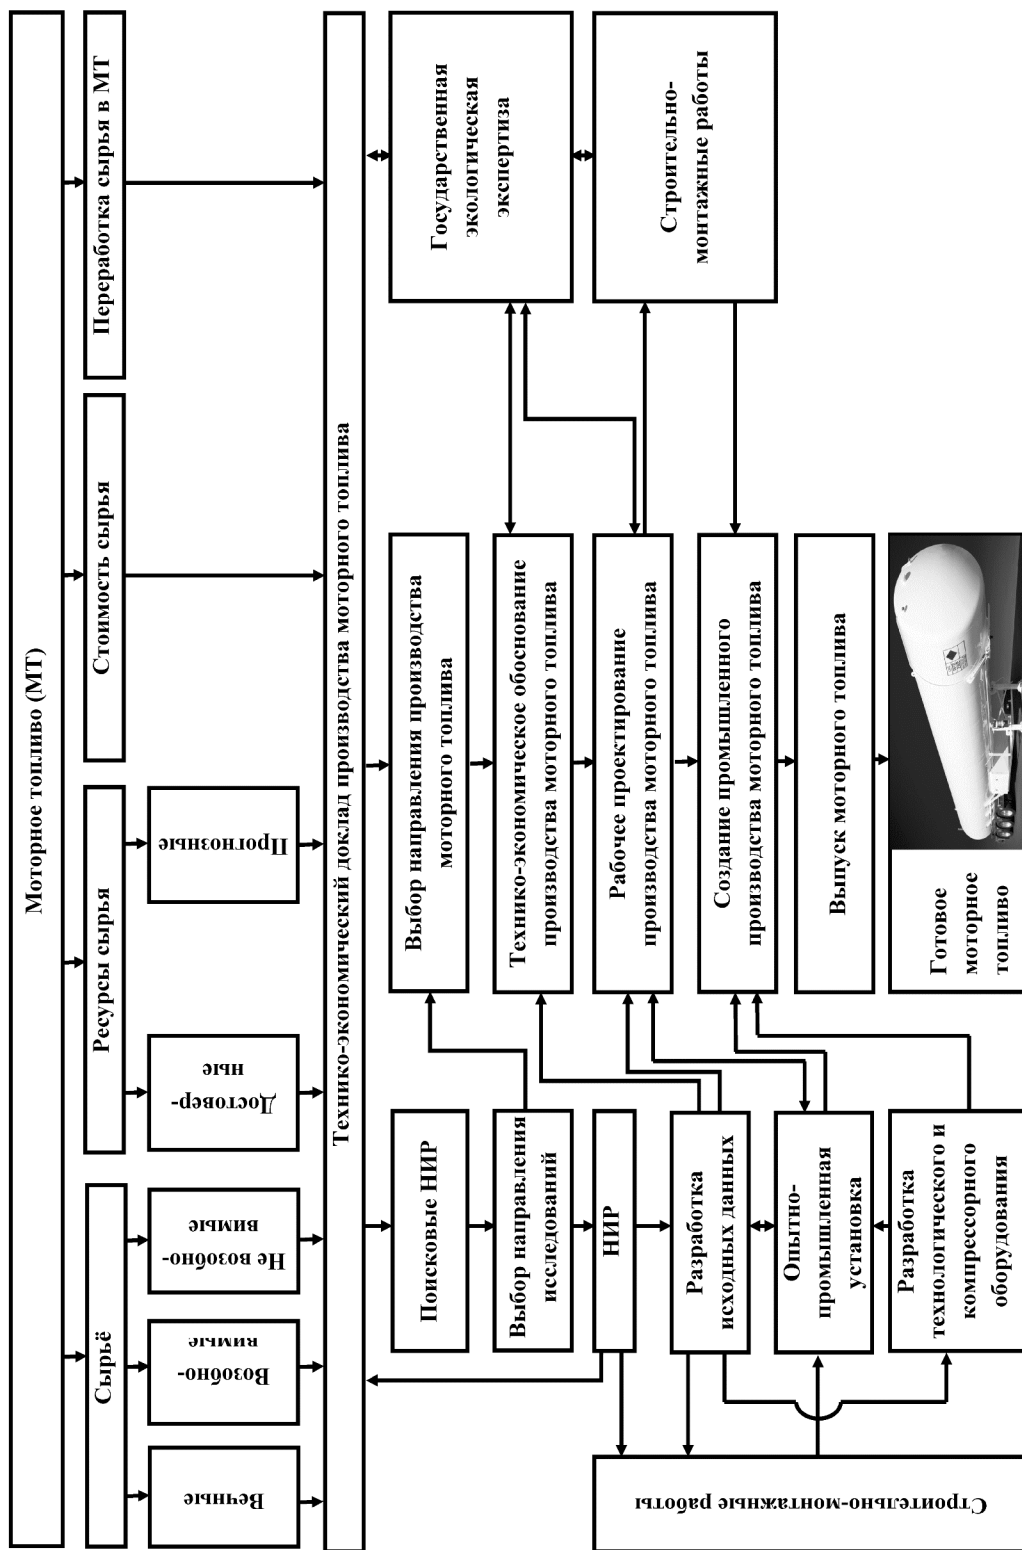 Моторное топливо (МТ)
Сырьё
Ресурсы сырья
Стоимость сырья
Переработка сырья в МТ
Вечные
Возобно-
вимые
Не возобно-
вимые
Достовер-
ные
Прогнозные
Технико-экономический доклад производства моторного топлива
Поисковые НИР
Выбор направления
исследований
НИР
Разработка
исходных данных
Опытно-
промышленная
установка
Разработка
технологического и
компрессорного
оборудования
Строительно-монтажные работы
Выбор направления производства
моторного топлива
Технико-экономическое обоснование
производства моторного топлива
Рабочее проектирование
производства моторного топлива
Создание промышленного
производства моторного топлива
Выпуск моторного топлива
Готовое
моторное
топливо
Государственная
экологическая
экспертиза
Строительно-
монтажные работы